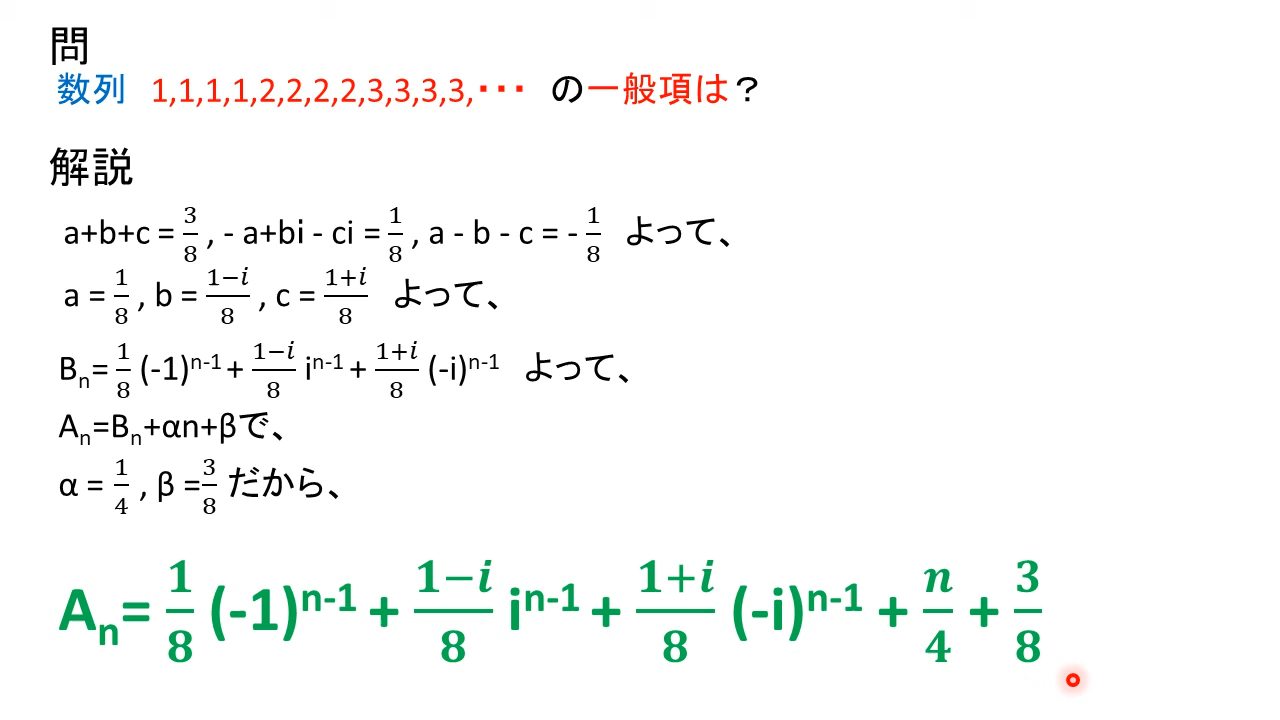 問
数列 1,1,1,1,2,2,2,2,3,3,3,3,・・・ の一般項は？
解説
a+b+c = 3/8 , - a+bi - ci = 1/8 , a - b - c = - 1/8 よって、
a = 1/8 , b = (1−i)/8 , c = (1+i)/8 よって、
Bn= 1/8 (-1)^n-1 + (1−i)/8 i^n-1 + (1+i)/8 (-i)^n-1 よって、
An=Bn+αn+βで、
α = 1/4 , β =3/8 だから、
An= 1/8 (-1)^n-1 + (1−i)/8 i^n-1 + (1+i)/8 (-i)^n-1 + n/4 + 3/8